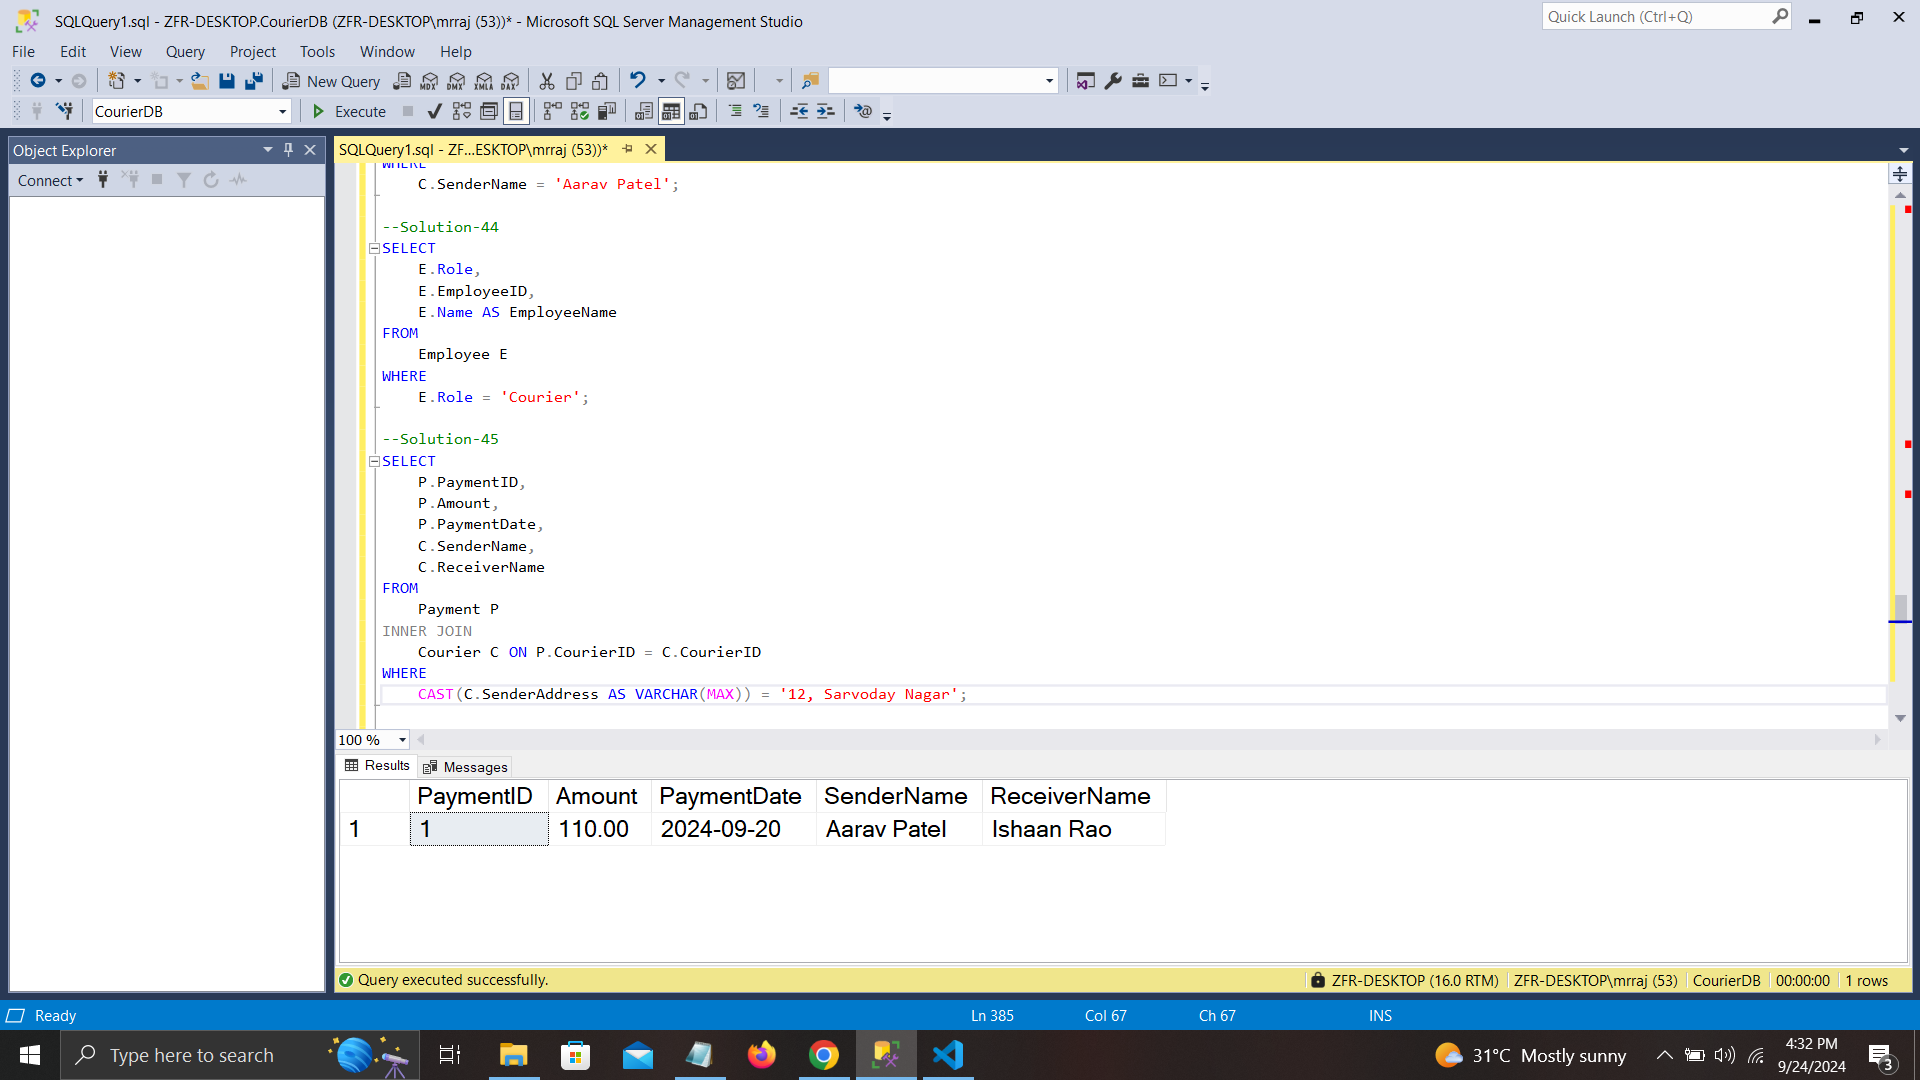 SQLQuery1.sql - ZFR-DESKTOP.CourierDB (ZFR-DESKTOP\mrraj (53))* - Microsoft SQL Server Management Studio
Quick Launch (Ctrl+Q)
File Edit View Query Project Tools Window Help
New Query MDX DMX XMLA DAX
CourierDB Execute
Object Explorer
SQLQuery1.sql - ZF...ESKTOP\mrraj (53))*
Connect
WHERE
C.SenderName = 'Aarav Patel';
--Solution-44
SELECT
E.Role,
E.EmployeeID,
E.Name AS EmployeeName
FROM
Employee E
WHERE
E.Role = 'Courier';
--Solution-45
SELECT
P.PaymentID,
P.Amount,
P.PaymentDate,
C.SenderName,
C.ReceiverName
FROM
Payment P
INNER JOIN
Courier C ON P.CourierID = C.CourierID
WHERE
CAST(C.SenderAddress AS VARCHAR(MAX)) = '12, Sarvoday Nagar';
100 %
Results Messages
PaymentID Amount PaymentDate SenderName ReceiverName
1 1 110.00 2024-09-20 Aarav Patel Ishaan Rao
Query executed successfully.
ZFR-DESKTOP (16.0 RTM) ZFR-DESKTOP\mrraj (53) CourierDB 00:00:00 1 rows
Ready Ln 385 Col 67 Ch 67 INS
Type here to search
31°C Mostly sunny
4:32 PM
9/24/2024
3